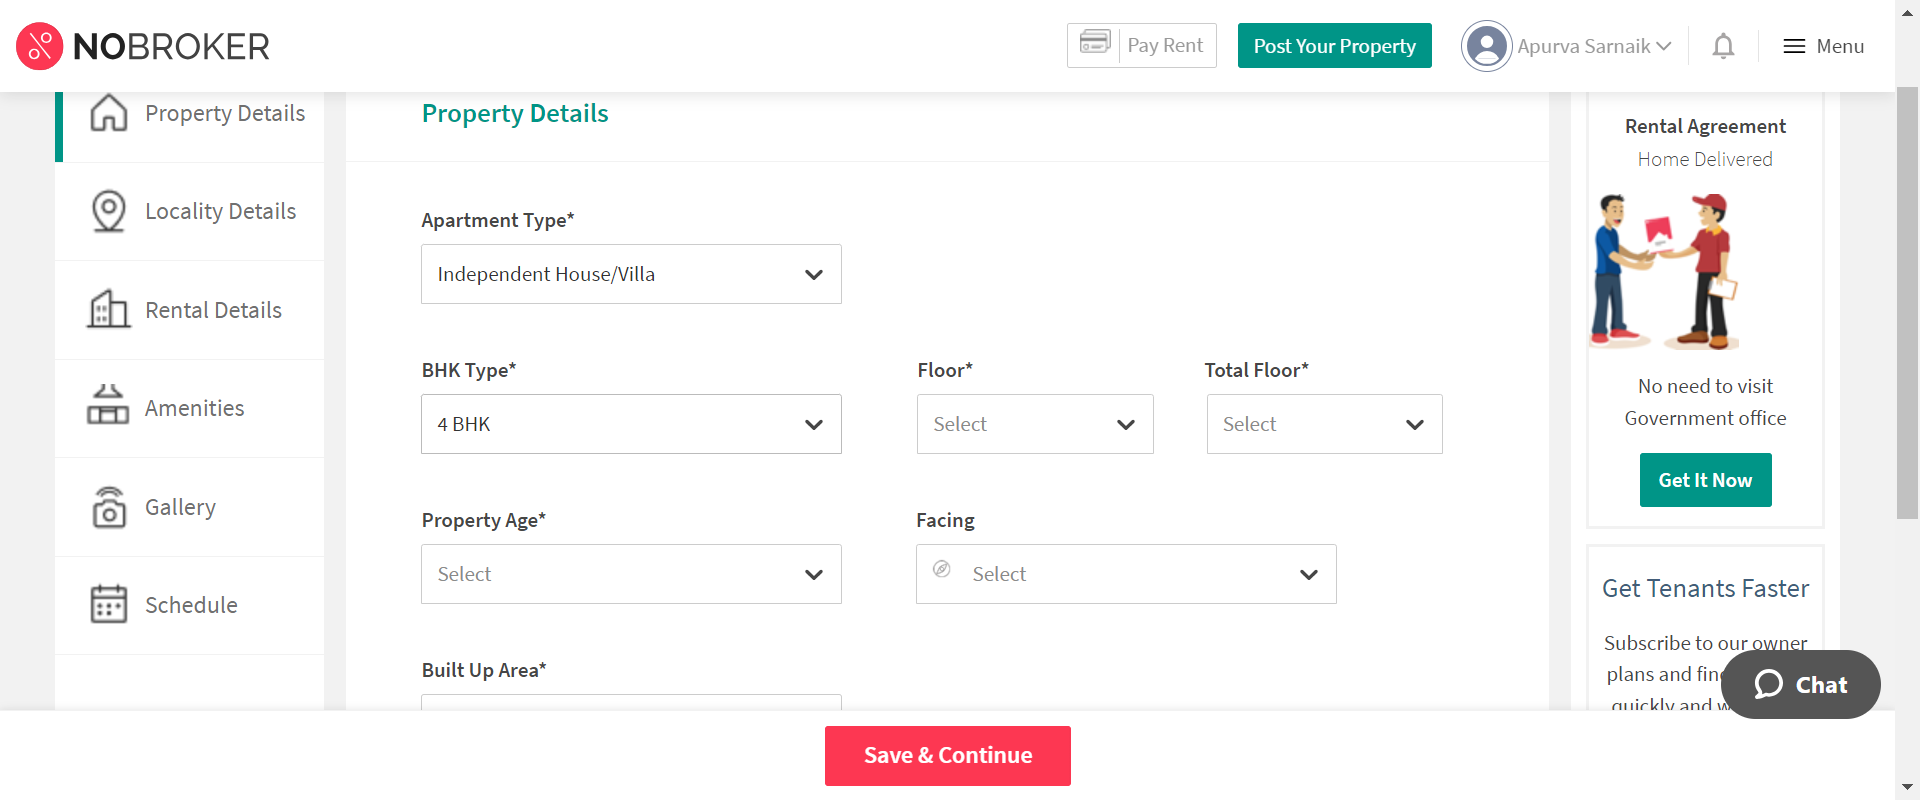 NOBROKER
Pay Rent
Post Your Property
Apurva Sarnaik
Menu
Property Details
Locality Details
Rental Details
Amenities
Gallery
Schedule
Property Details
Apartment Type*
Independent House/Villa
BHK Type*
Floor*
Total Floor*
4 BHK
Select
Select
Property Age*
Facing
Select
Select
Built Up Area*
Save & Continue
Rental Agreement
Home Delivered
No need to visit
Government office
Get It Now
Get Tenants Faster
Subscribe to our owner
plans and
quickly and
Chat